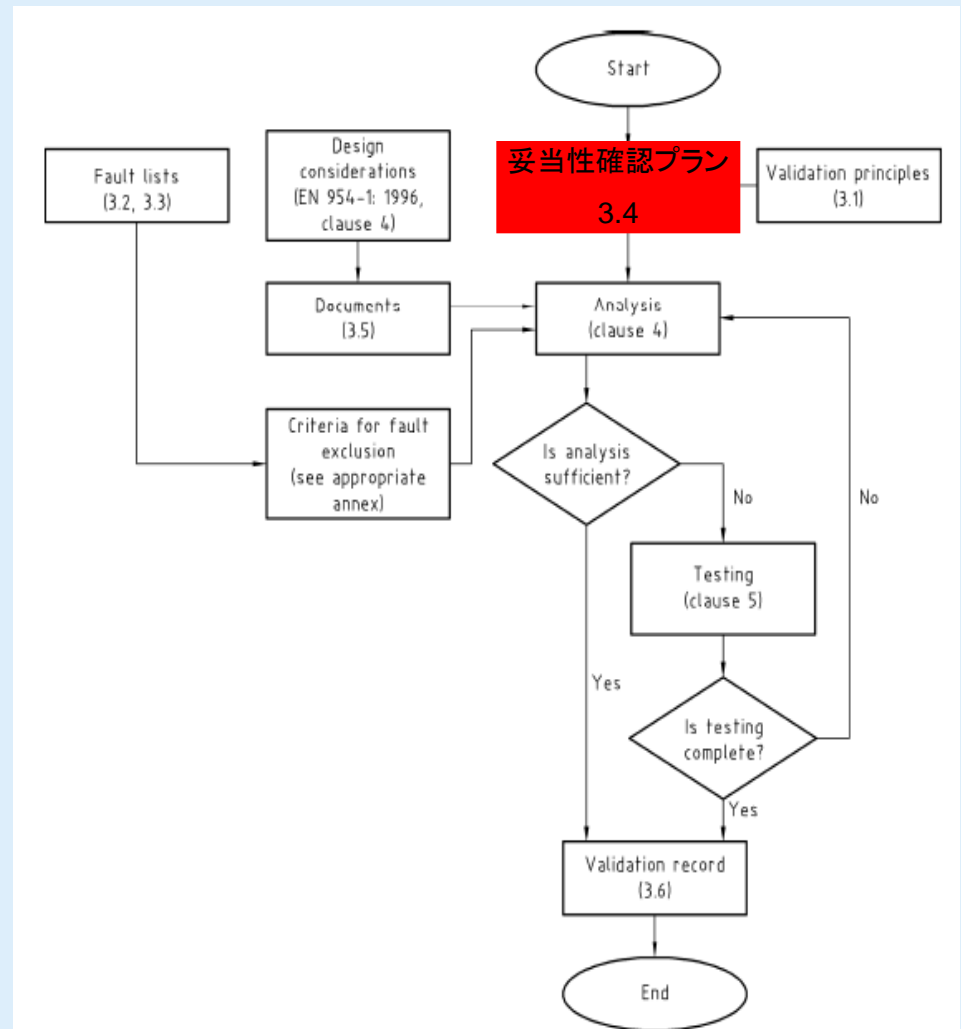 Start
妥当性確認プラン
3.4
Validation principles
(3.1)
Design
considerations
(EN 954-1: 1996,
clause 4)
Fault lists
(3.2, 3.3)
Documents
(3.5)
Analysis
(clause 4)
Criteria for fault
exclusion
(see appropriate
annex)
Is analysis
sufficient?
No
No
Testing
(clause 5)
Yes
Is testing
complete?
Yes
Validation record
(3.6)
End